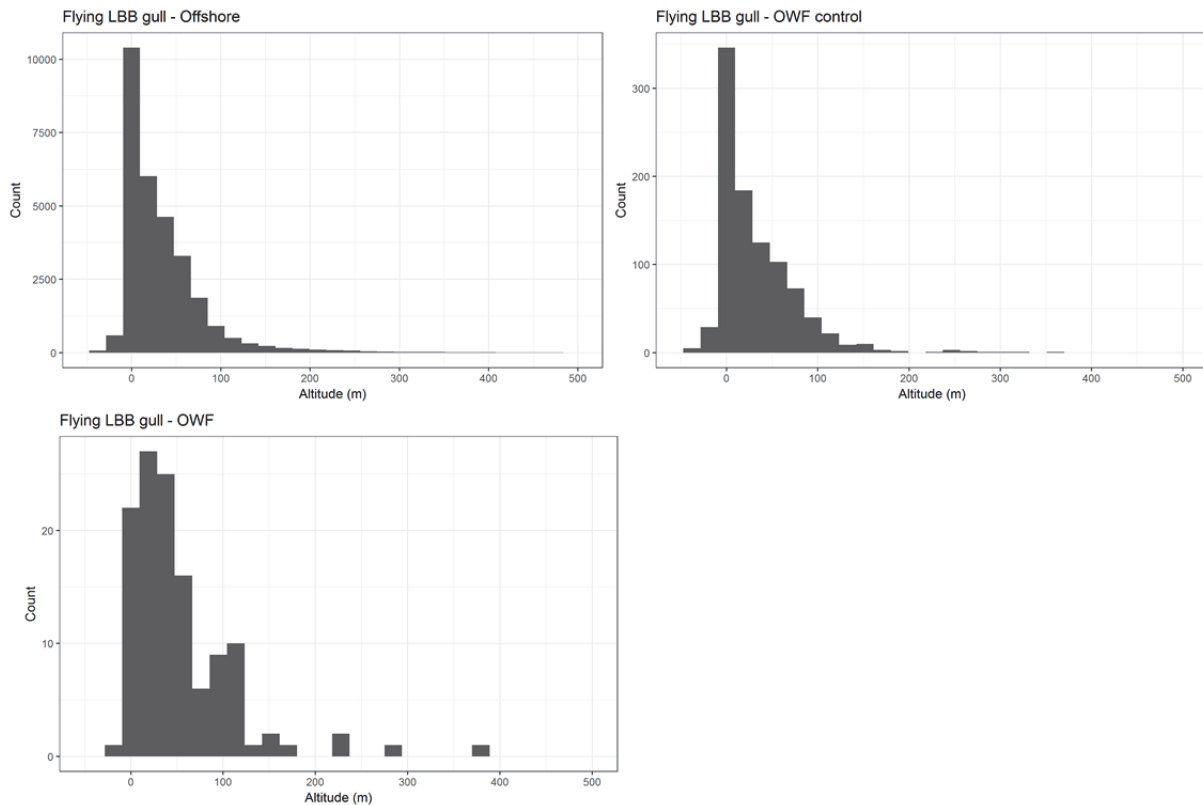 Flying LBB gull - Offshore
Count
10000
7500
5000
2500
0
0 100 200 300 400 500
Altitude (m)
Flying LBB gull - OWF control
Count
300
200
100
0
0 100 200 300 400 500
Altitude (m)
Flying LBB gull - OWF
Count
20
10
0
0 100 200 300 400 500
Altitude (m)